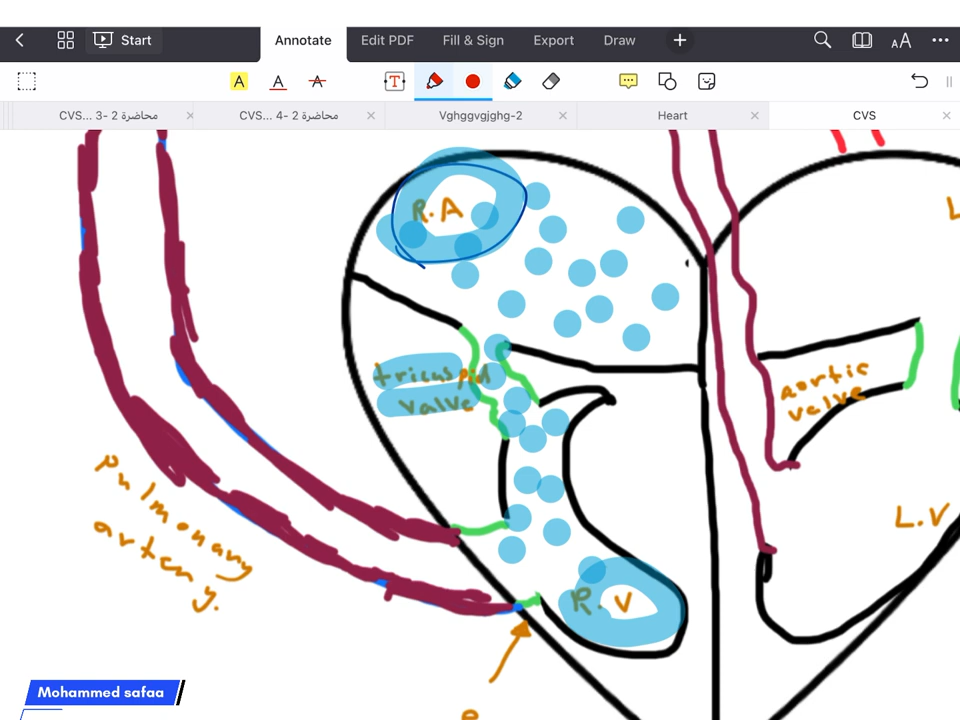 Start
Annotate
Edit PDF
Fill & Sign
Export
Draw
CVS... 3- محاضرة 2
CVS... 4- محاضرة 2
Vghggvgjghg-2
Heart
CVS
R.A
tricuspid
valve
aortic
valve
L.V
pulmonary
artery.
R.V
Mohammed safaa